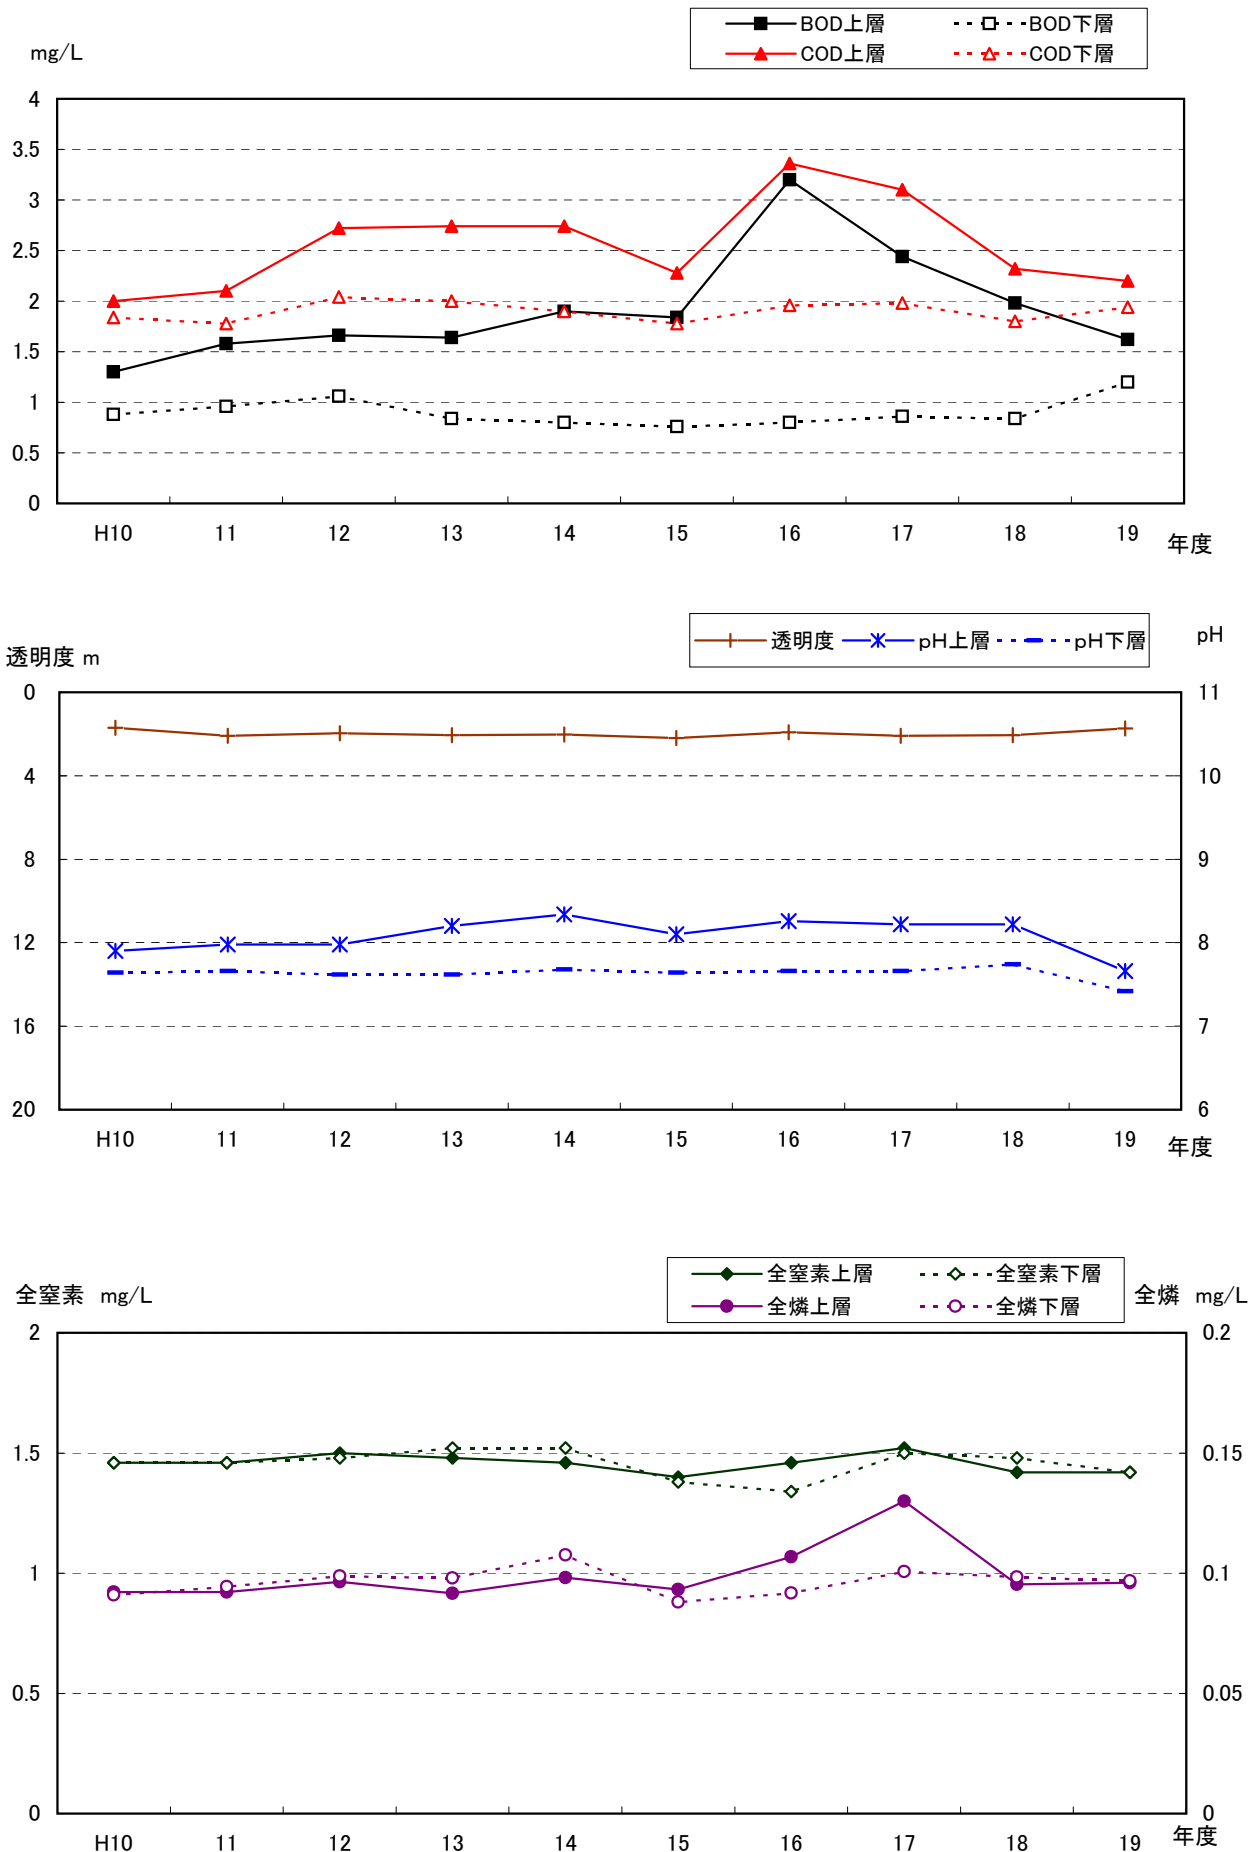 BOD上層 BOD下層
COD上層 COD下層
mg/L
4
3.5
3
2.5
2
1.5
1
0.5
0
H10 11 12 13 14 15 16 17 18 19
年度
透明度 pH上層 pH下層
pH
透明度 m
0 11
4 10
8 9
12 8
16 7
20 6
H10 11 12 13 14 15 16 17 18 19
年度
全窒素上層 全窒素下層
全燐上層 全燐下層
全窒素 mg/L 全燐 mg/L
2 0.2
1.5 0.15
1 0.1
0.5 0.05
0 0
H10 11 12 13 14 15 16 17 18 19
年度